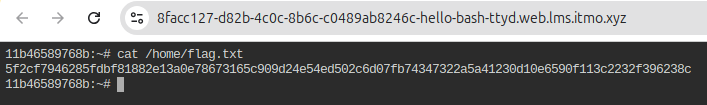 8facc127-d82b-4c0c-8b6c-c0489ab8246c-hello-bash-ttyd.web.lms.itmo.xyz
11b46589768b:~# cat /home/flag.txt
5f2cf7946285fdbf81882e13a0e78673165c909d24e54ed502c6d07fb74347322a5a41230d10e6590f113c2232f396238c
11b46589768b:~#